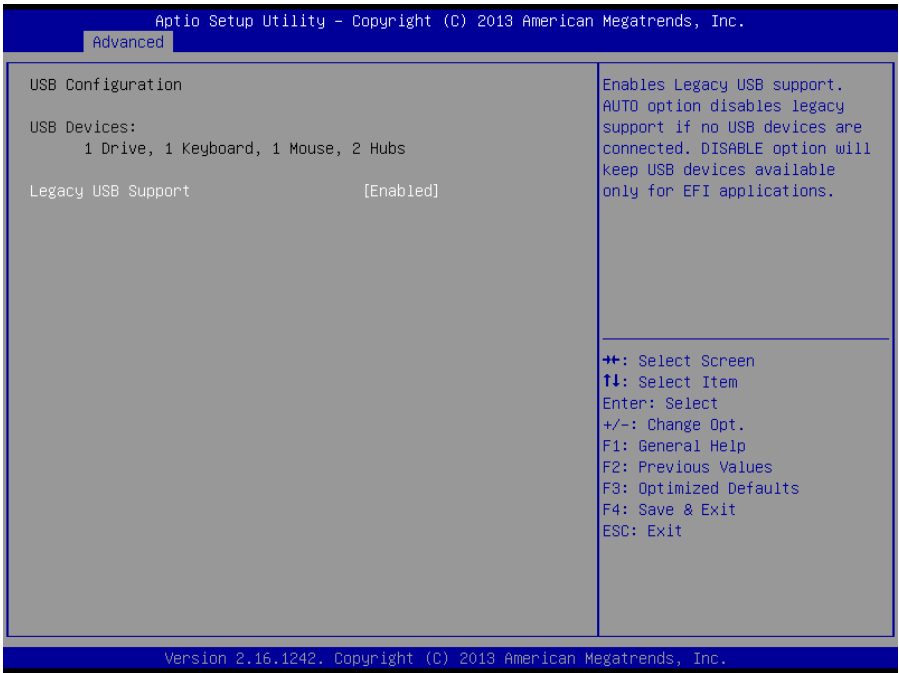 Aptio Setup Utility – Copyright (C) 2013 American Megatrends, Inc.
Advanced
USB Configuration
USB Devices:
1 Drive, 1 Keyboard, 1 Mouse, 2 Hubs
Legacy USB Support [Enabled]
Enables Legacy USB support.
AUTO option disables legacy
support if no USB devices are
connected. DISABLE option will
keep USB devices available
only for EFI applications.
→←: Select Screen
↑↓: Select Item
Enter: Select
+/-: Change Opt.
F1: General Help
F2: Previous Values
F3: Optimized Defaults
F4: Save & Exit
ESC: Exit
Version 2.16.1242. Copyright (C) 2013 American Megatrends, Inc.